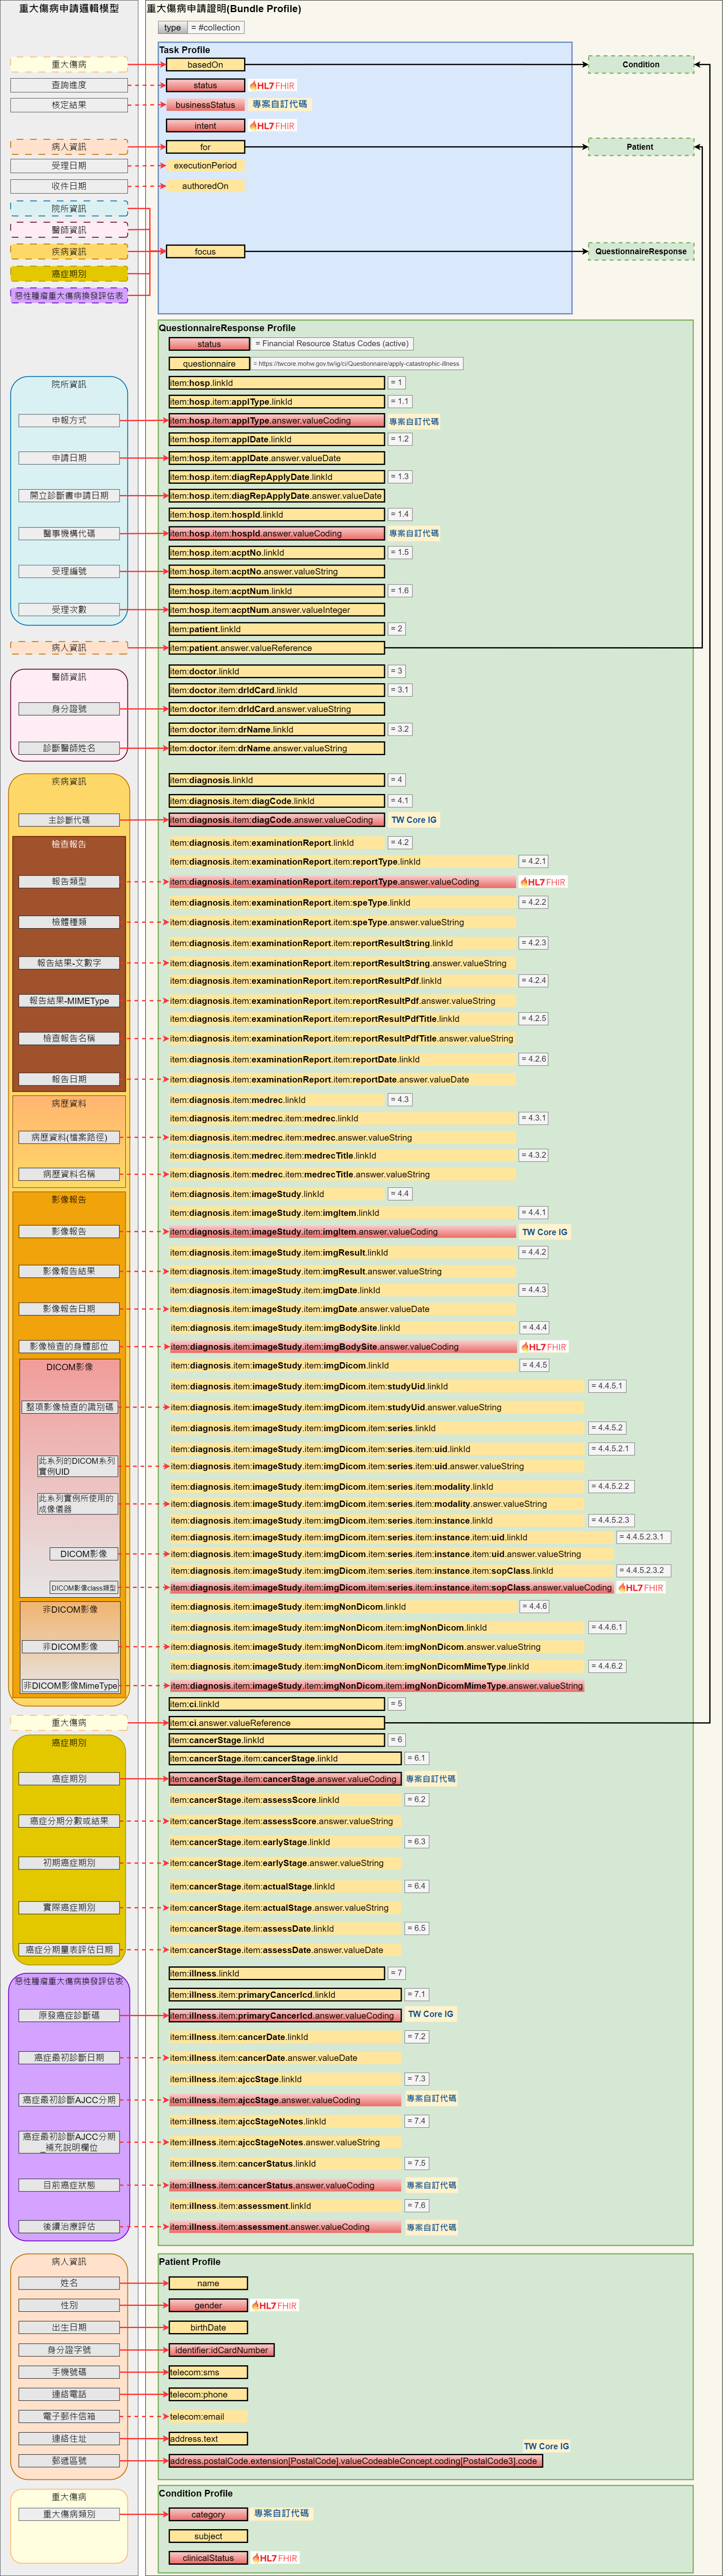 重大傷病申請邏輯模型
重大傷病申請證明(Bundle Profile)
type = #collection
Task Profile
重大傷病 basedOn Condition
查詢進度 status HL7 FHIR
核定結果 businessStatus 專案自訂代碼
intent HL7 FHIR
病人資訊 for Patient
受理日期 executionPeriod
收件日期 authoredOn
院所資訊
醫師資訊
疾病資訊 focus QuestionnaireResponse
癌症期別
惡性腫瘤重大傷病換發評估表
QuestionnaireResponse Profile
status = Financial Resource Status Codes (active)
questionnaire = https://twcore.mohw.gov.tw/ig/ci/Questionnaire/apply-catastrophic-illness
院所資訊 item:hosp.linkId = 1
item:hosp.item:applType.linkId = 1.1
申報方式 item:hosp.item:applType.answer.valueCoding 專案自訂代碼
item:hosp.item:applDate.linkId = 1.2
申請日期 item:hosp.item:applDate.answer.valueDate
item:hosp.item:diagRepApplyDate.linkId = 1.3
開立診斷書申請日期 item:hosp.item:diagRepApplyDate.answer.valueDate
item:hosp.item:hospId.linkId = 1.4
醫事機構代碼 item:hosp.item:hospId.answer.valueCoding 專案自訂代碼
item:hosp.item:acptNo.linkId = 1.5
受理編號 item:hosp.item:acptNo.answer.valueString
item:hosp.item:acptNum.linkId = 1.6
受理次數 item:hosp.item:acptNum.answer.valueInteger
item:patient.linkId = 2
病人資訊 item:patient.answer.valueReference
醫師資訊 item:doctor.linkId = 3
item:doctor.item:drIdCard.linkId = 3.1
身分證號 item:doctor.item:drIdCard.answer.valueString
item:doctor.item:drName.linkId = 3.2
診斷醫師姓名 item:doctor.item:drName.answer.valueString
疾病資訊 item:diagnosis.linkId = 4
item:diagnosis.item:diagCode.linkId = 4.1
主診斷代碼 item:diagnosis.item:diagCode.answer.valueCoding TW Core IG
檢查報告 item:diagnosis.item:examinationReport.linkId = 4.2
item:diagnosis.item:examinationReport.item:reportType.linkId = 4.2.1
報告類型 item:diagnosis.item:examinationReport.item:reportType.answer.valueCoding HL7 FHIR
item:diagnosis.item:examinationReport.item:speType.linkId = 4.2.2
檢體種類 item:diagnosis.item:examinationReport.item:speType.answer.valueString
item:diagnosis.item:examinationReport.item:reportResultString.linkId = 4.2.3
報告結果-文數字 item:diagnosis.item:examinationReport.item:reportResultString.answer.valueString
item:diagnosis.item:examinationReport.item:reportResultPdf.linkId = 4.2.4
報告結果-MIMEType item:diagnosis.item:examinationReport.item:reportResultPdf.answer.valueString
item:diagnosis.item:examinationReport.item:reportResultPdfTitle.linkId = 4.2.5
檢查報告名稱 item:diagnosis.item:examinationReport.item:reportResultPdfTitle.answer.valueString
item:diagnosis.item:examinationReport.item:reportDate.linkId = 4.2.6
報告日期 item:diagnosis.item:examinationReport.item:reportDate.answer.valueDate
病歷資料 item:diagnosis.item:medrec.linkId = 4.3
item:diagnosis.item:medrec.item:medrec.linkId = 4.3.1
病歷資料(檔案路徑) item:diagnosis.item:medrec.item:medrec.answer.valueString
item:diagnosis.item:medrec.item:medrecTitle.linkId = 4.3.2
病歷資料名稱 item:diagnosis.item:medrec.item:medrecTitle.answer.valueString
影像報告 item:diagnosis.item:imageStudy.linkId = 4.4
item:diagnosis.item:imageStudy.item:imgItem.linkId = 4.4.1
影像報告 item:diagnosis.item:imageStudy.item:imgItem.answer.valueCoding TW Core IG
item:diagnosis.item:imageStudy.item:imgResult.linkId = 4.4.2
影像報告結果 item:diagnosis.item:imageStudy.item:imgResult.answer.valueString
item:diagnosis.item:imageStudy.item:imgDate.linkId = 4.4.3
影像報告日期 item:diagnosis.item:imageStudy.item:imgDate.answer.valueDate
item:diagnosis.item:imageStudy.item:imgBodySite.linkId = 4.4.4
影像檢查的身體部位 item:diagnosis.item:imageStudy.item:imgBodySite.answer.valueCoding HL7 FHIR
DICOM影像 item:diagnosis.item:imageStudy.item:imgDicom.linkId = 4.4.5
item:diagnosis.item:imageStudy.item:imgDicom.item:studyUid.linkId = 4.4.5.1
整項影像檢查的識別碼 item:diagnosis.item:imageStudy.item:imgDicom.item:studyUid.answer.valueString
item:diagnosis.item:imageStudy.item:imgDicom.item:series.linkId = 4.4.5.2
item:diagnosis.item:imageStudy.item:imgDicom.item:series.item:uid.linkId = 4.4.5.2.1
此系列的DICOM系列
實例UID item:diagnosis.item:imageStudy.item:imgDicom.item:series.item:uid.answer.valueString
item:diagnosis.item:imageStudy.item:imgDicom.item:series.item:modality.linkId = 4.4.5.2.2
此系列實例所使用的
成像儀器 item:diagnosis.item:imageStudy.item:imgDicom.item:series.item:modality.answer.valueString
item:diagnosis.item:imageStudy.item:imgDicom.item:series.item:instance.linkId = 4.4.5.2.3
item:diagnosis.item:imageStudy.item:imgDicom.item:series.item:instance.item:uid.linkId = 4.4.5.2.3.1
DICOM影像 item:diagnosis.item:imageStudy.item:imgDicom.item:series.item:instance.item:uid.answer.valueString
item:diagnosis.item:imageStudy.item:imgDicom.item:series.item:instance.item:sopClass.linkId = 4.4.5.2.3.2
DICOM影像class類型 item:diagnosis.item:imageStudy.item:imgDicom.item:series.item:instance.item:sopClass.answer.valueCoding HL7 FHIR
非DICOM影像 item:diagnosis.item:imageStudy.item:imgNonDicom.linkId = 4.4.6
item:diagnosis.item:imageStudy.item:imgNonDicom.item:imgNonDicom.linkId = 4.4.6.1
非DICOM影像 item:diagnosis.item:imageStudy.item:imgNonDicom.item:imgNonDicom.answer.valueString
item:diagnosis.item:imageStudy.item:imgNonDicom.item:imgNonDicomMimeType.linkId = 4.4.6.2
非DICOM影像MimeType item:diagnosis.item:imageStudy.item:imgNonDicom.item:imgNonDicomMimeType.answer.valueString
item:ci.linkId = 5
重大傷病 item:ci.answer.valueReference
癌症期別 item:cancerStage.linkId = 6
item:cancerStage.item:cancerStage.linkId = 6.1
癌症期別 item:cancerStage.item:cancerStage.answer.valueCoding 專案自訂代碼
item:cancerStage.item:assessScore.linkId = 6.2
癌症分期分數或結果 item:cancerStage.item:assessScore.answer.valueString
item:cancerStage.item:earlyStage.linkId = 6.3
初期癌症期別 item:cancerStage.item:earlyStage.answer.valueString
item:cancerStage.item:actualStage.linkId = 6.4
實際癌症期別 item:cancerStage.item:actualStage.answer.valueString
item:cancerStage.item:assessDate.linkId = 6.5
癌症分期量表評估日期 item:cancerStage.item:assessDate.answer.valueDate
惡性腫瘤重大傷病換發評估表 item:illness.linkId = 7
item:illness.item:primaryCancerIcd.linkId = 7.1
原發癌症診斷碼 item:illness.item:primaryCancerIcd.answer.valueCoding TW Core IG
item:illness.item:cancerDate.linkId = 7.2
癌症最初診斷日期 item:illness.item:cancerDate.answer.valueDate
item:illness.item:ajccStage.linkId = 7.3
癌症最初診斷AJCC分期 item:illness.item:ajccStage.answer.valueCoding 專案自訂代碼
item:illness.item:ajccStageNotes.linkId = 7.4
癌症最初診斷AJCC分期
_補充說明欄位 item:illness.item:ajccStageNotes.answer.valueString
item:illness.item:cancerStatus.linkId = 7.5
目前癌症狀態 item:illness.item:cancerStatus.answer.valueCoding 專案自訂代碼
item:illness.item:assessment.linkId = 7.6
後續治療評估 item:illness.item:assessment.answer.valueCoding 專案自訂代碼
病人資訊 Patient Profile
姓名 name
性別 gender HL7 FHIR
出生日期 birthDate
身分證字號 identifier:idCardNumber
手機號碼 telecom:sms
連絡電話 telecom:phone
電子郵件信箱 telecom:email
連絡住址 address.text
TW Core IG
郵遞區號 address.postalCode.extension[PostalCode].valueCodeableConcept.coding[PostalCode3].code
重大傷病 Condition Profile
重大傷病類別 category 專案自訂代碼
subject
clinicalStatus HL7 FHIR